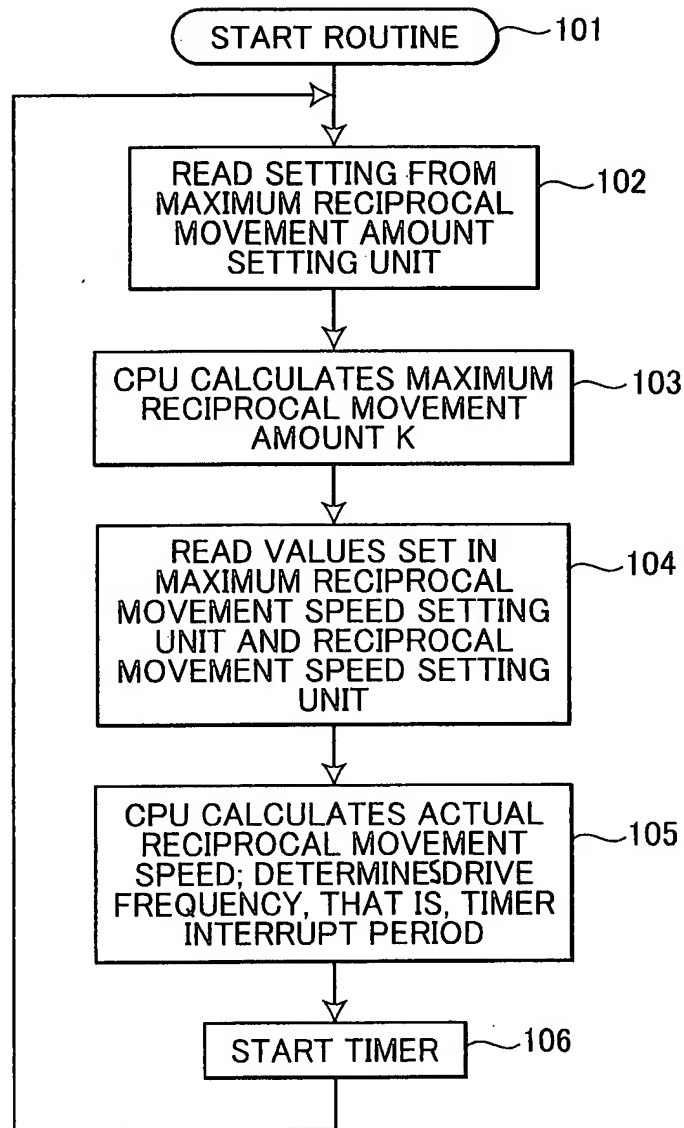 START ROUTINE
101
READ SETTING FROM
MAXIMUM RECIPROCAL
MOVEMENT AMOUNT
SETTING UNIT
102
CPU CALCULATES MAXIMUM
RECIPROCAL MOVEMENT
AMOUNT K
103
READ VALUES SET IN
MAXIMUM RECIPROCAL
MOVEMENT SPEED SETTING
UNIT AND RECIPROCAL
MOVEMENT SPEED SETTING
UNIT
104
CPU CALCULATES ACTUAL
RECIPROCAL MOVEMENT
SPEED; DETERMINES DRIVE
FREQUENCY, THAT IS, TIMER
INTERRUPT PERIOD
105
START TIMER
106